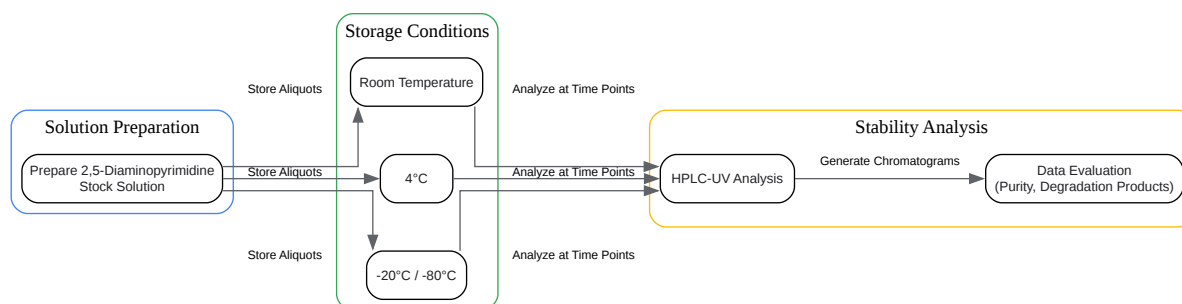 Storage Conditions
Store Aliquots
Room Temperature
Analyze at Time Points
Solution Preparation
Stability Analysis
Prepare 2,5-Diaminopyrimidine
Stock Solution
Store Aliquots
4°C
Analyze at Time Points
HPLC-UV Analysis
Generate Chromatograms
Data Evaluation
(Purity, Degradation Products)
Store Aliquots
-20°C / -80°C
Analyze at Time Points